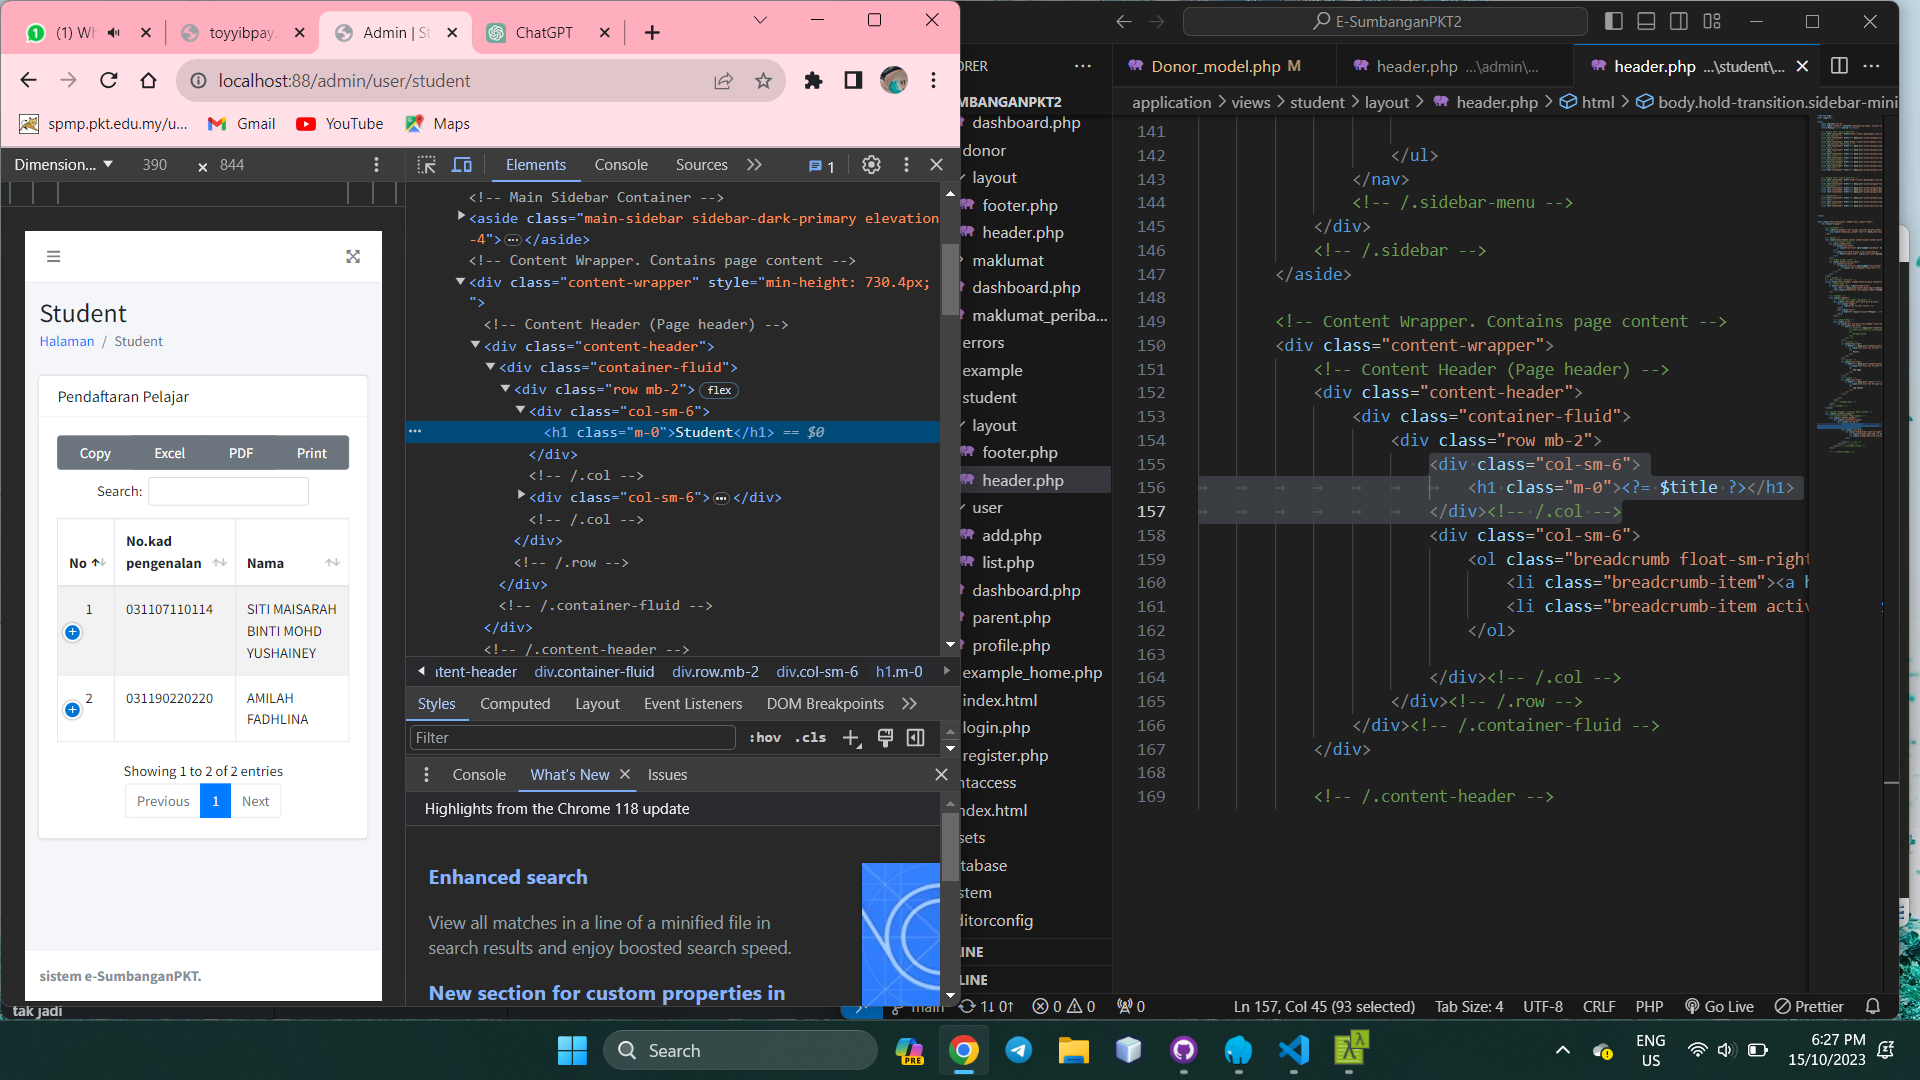 (1) Wh
toyyibpay.
Admin | St
ChatGPT
localhost:88/admin/user/student
spmp.pkt.edu.my/u...
Gmail
YouTube
Maps
Dimension...
390
x
844
Elements
Console
Sources
1
Student
Halaman / Student
Pendaftaran Pelajar
Copy
Excel
PDF
Print
Search:
No
No.kad pengenalan
Nama
1
031107110114
SITI MAISARAH
BINTI MOHD
YUSHAINEY
2
031190220220
AMILAH
FADHLINA
Showing 1 to 2 of 2 entries
Previous 1 Next
sistem e-SumbanganPKT.
tak jadi
<!-- Main Sidebar Container -->
<aside class="main-sidebar sidebar-dark-primary elevation
-4">…</aside>
<!-- Content Wrapper. Contains page content -->
<div class="content-wrapper" style="min-height: 730.4px;
">
<!-- Content Header (Page header) -->
<div class="content-header">
<div class="container-fluid">
<div class="row mb-2"> flex
<div class="col-sm-6">
<h1 class="m-0">Student</h1> == $0
</div>
<!-- /.col -->
<div class="col-sm-6">…</div>
<!-- /.col -->
</div>
<!-- /.row -->
</div>
<!-- /.container-fluid -->
</div>
<!-- /.content-header -->
ntent-header div.container-fluid div.row.mb-2 div.col-sm-6 h1.m-0
Styles Computed Layout Event Listeners DOM Breakpoints
Filter
:hov .cls
Console What's New Issues
Highlights from the Chrome 118 update
Enhanced search
View all matches in a line of a minified file in
search results and enjoy boosted search speed.
New section for custom properties in
E-SumbanganPKT2
ORER
MBANGANPKT2
dashboard.php
donor
layout
footer.php
header.php
maklumat
dashboard.php
maklumat_periba...
errors
example
student
layout
footer.php
header.php
user
add.php
list.php
dashboard.php
parent.php
profile.php
example_home.php
index.html
login.php
register.php
ntaccess
ndex.html
sets
tabase
stem
ditorconfig
INE
LINE
Donor_model.php M
header.php ...\admin\...
header.php ...\student\...
application > views > student > layout > header.php > html > body.hold-transition.sidebar-mini
141
142 </ul>
143 </nav>
144 <!-- /.sidebar-menu -->
145 </div>
146 <!-- /.sidebar -->
147 </aside>
148
149 <!-- Content Wrapper. Contains page content -->
150 <div class="content-wrapper">
151 <!-- Content Header (Page header) -->
152 <div class="content-header">
153 <div class="container-fluid">
154 <div class="row mb-2">
155 <div class="col-sm-6">
156 <h1 class="m-0"><?= $title ?></h1>
157 </div><!-- /.col -->
158 <div class="col-sm-6">
159 <ol class="breadcrumb float-sm-right
160 <li class="breadcrumb-item"><a h
161 <li class="breadcrumb-item activ
162 </ol>
163
164 </div><!-- /.col -->
165 </div><!-- /.row -->
166 </div><!-- /.container-fluid -->
167 </div>
168
169 <!-- /.content-header -->
main 1↓ 0↑ 0 0 0
Ln 157, Col 45 (93 selected) Tab Size: 4 UTF-8 CRLF PHP Go Live Prettier
Search
PRE
ENG
US
6:27 PM
15/10/2023